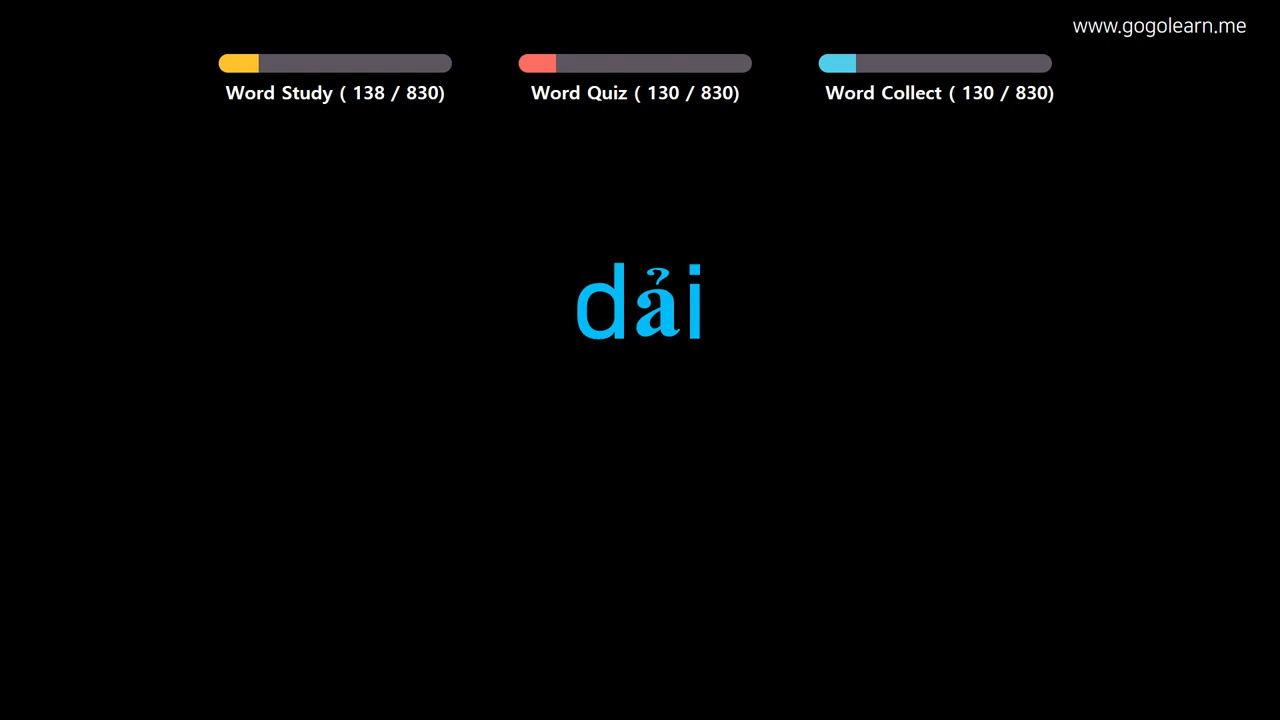 www.gogolearn.me
Word Study ( 138 / 830)
Word Quiz ( 130 / 830)
Word Collect ( 130 / 830)
dải